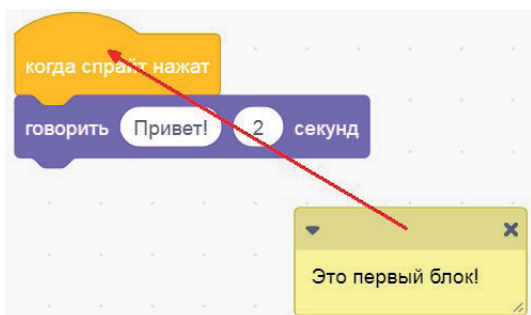 когда спрайт нажат
говорить Привет! 2 секунд
Это первый блок!